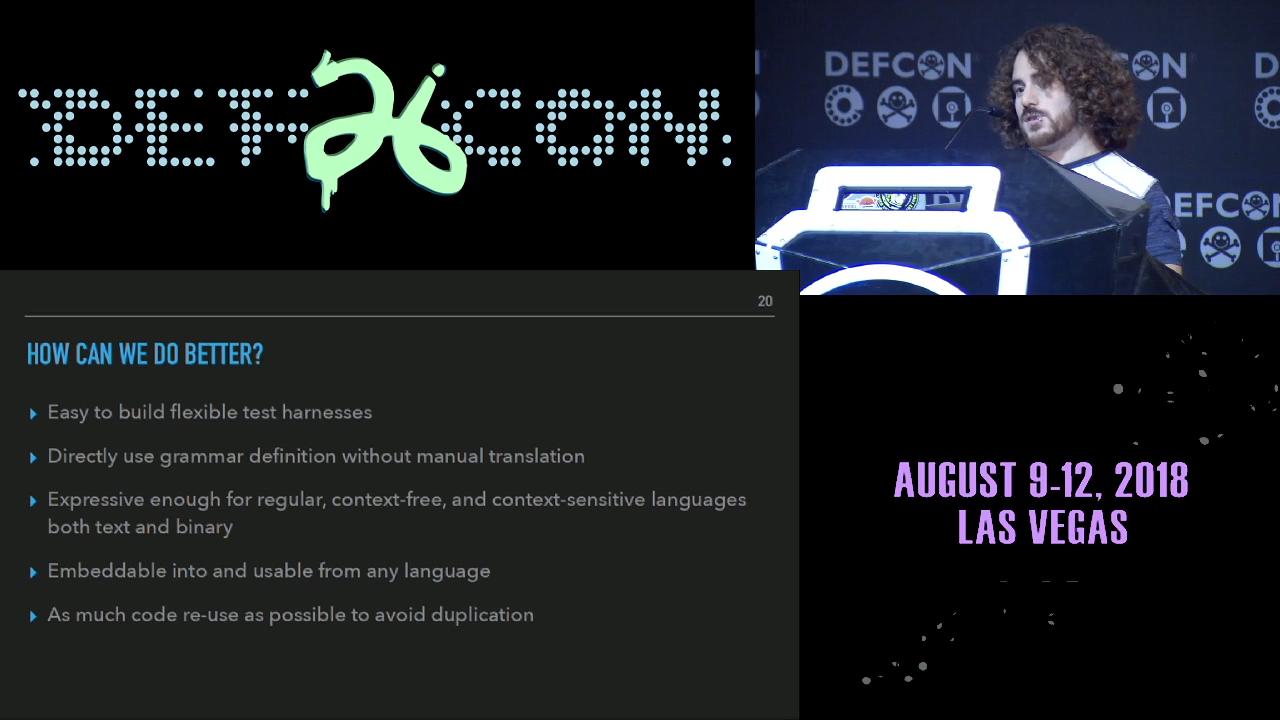 DEF 26 CON
DEFCON
CON
D
EFCON
20
HOW CAN WE DO BETTER?
Easy to build flexible test harnesses
Directly use grammar definition without manual translation
Expressive enough for regular, context-free, and context-sensitive languages
both text and binary
Embeddable into and usable from any language
As much code re-use as possible to avoid duplication
AUGUST 9-12, 2018
LAS VEGAS